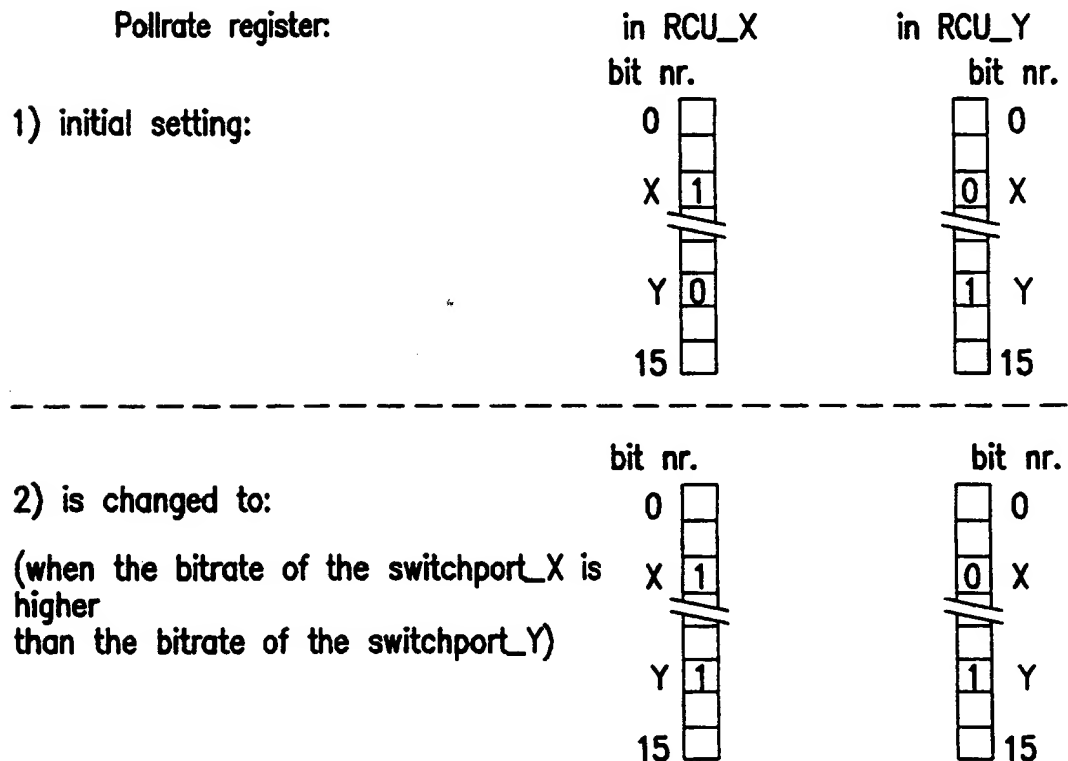 Pollrate register: in RCU_X in RCU_Y
bit nr. bit nr.
1) initial setting: 0 0
X 1 0 X
Y 0 1 Y
15 15
bit nr. bit nr.
2) is changed to: 0 0
(when the bitrate of the switchport_X is X 1 0 X
higher
than the bitrate of the switchport_Y)
Y 1 1 Y
15 15